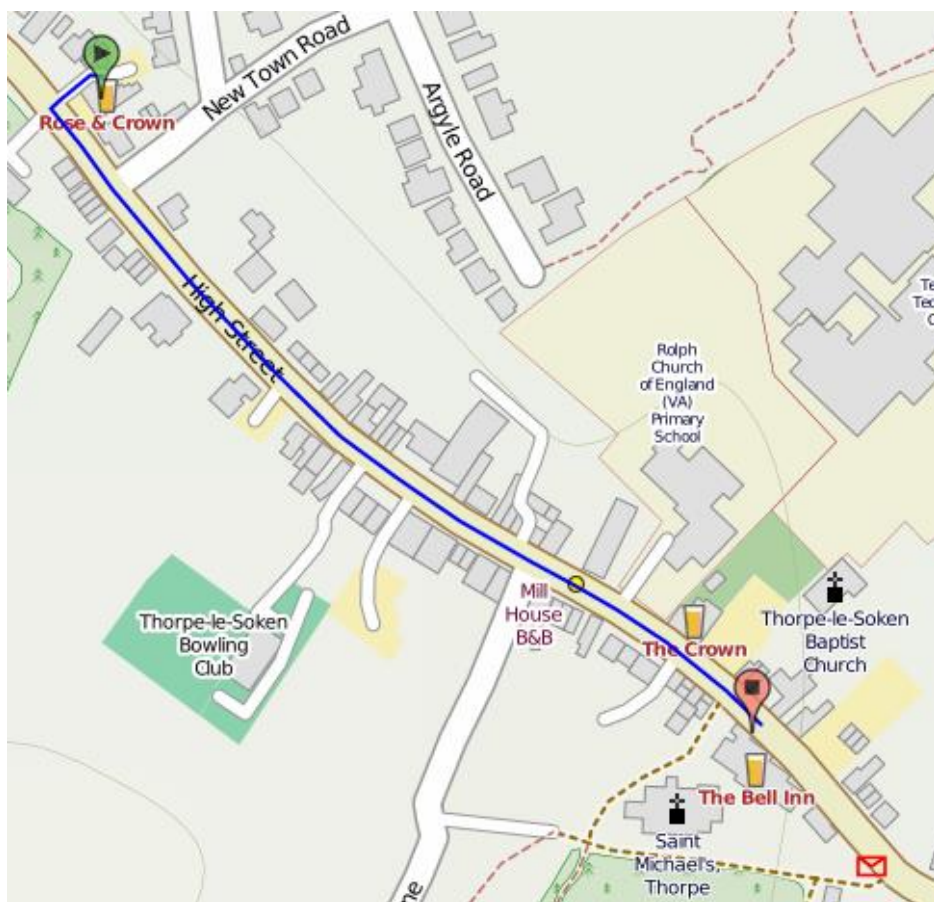 New Town Road
Rose & Crown
Argyle Road
High Street
Rolph
Church
of England
(VA)
Primary
School
Mill
House
B&B
The Crown
Thorpe-le-Soken
Baptist
Church
Thorpe-le-Soken
Bowling
Club
The Bell Inn
Saint
Michael's,
Thorpe